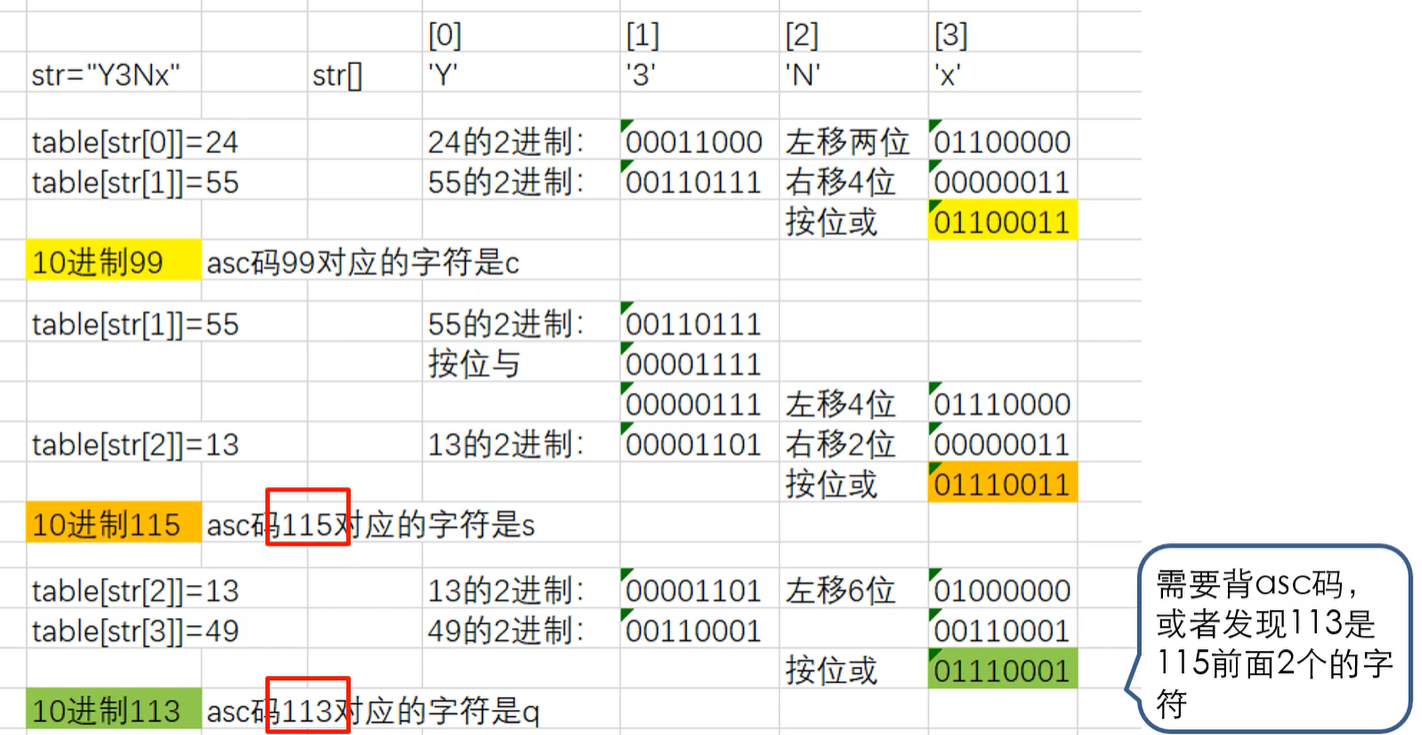 [0] [1] [2] [3]
str="Y3Nx" str[] 'Y' '3' 'N' 'x'
table[str[0]]=24 24的2进制： 00011000 左移两位 01100000
table[str[1]]=55 55的2进制： 00110111 右移4位 00000011
按位或 01100011
10进制99 asc码99对应的字符是c
table[str[1]]=55 55的2进制： 00110111
按位与 00001111
00000111 左移4位 01110000
table[str[2]]=13 13的2进制： 00001101 右移2位 00000011
按位或 01110011
10进制115 asc码115对应的字符是s
table[str[2]]=13 13的2进制： 00001101 左移6位 01000000
table[str[3]]=49 49的2进制： 00110001 00110001
按位或 01110001
10进制113 asc码113对应的字符是q
需要背asc码，
或者发现113是
115前面2个的字
符